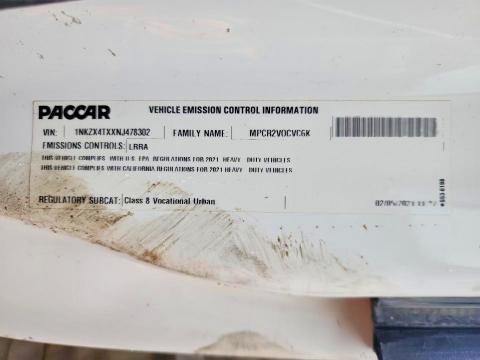 PACCAR VEHICLE EMISSION CONTROL INFORMATION
VIN: 1NKZX4TXXNJ478302 FAMILY NAME: MPCR2VOCVC6K
EMISSIONS CONTROLS: LRRA
THIS VEHICLE COMPLIES WITH U.S. EPA REGULATIONS FOR 2021 HEAVY DUTY VEHICLES
THIS VEHICLE COMPLIES WITH CALIFORNIA REGULATIONS FOR 2021 HEAVY DUTY VEHICLES
REGULATORY SUBCAT: Class 8 Vocational Urban